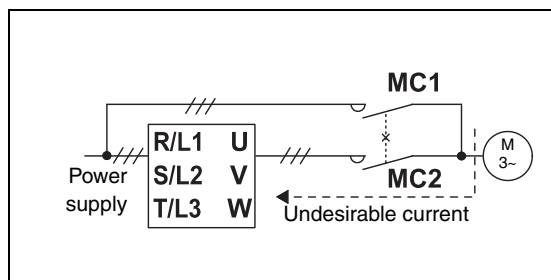 MC1
R/L1 U
S/L2 V
T/L3 W
Power
supply
MC2
Undesirable current
M
3~